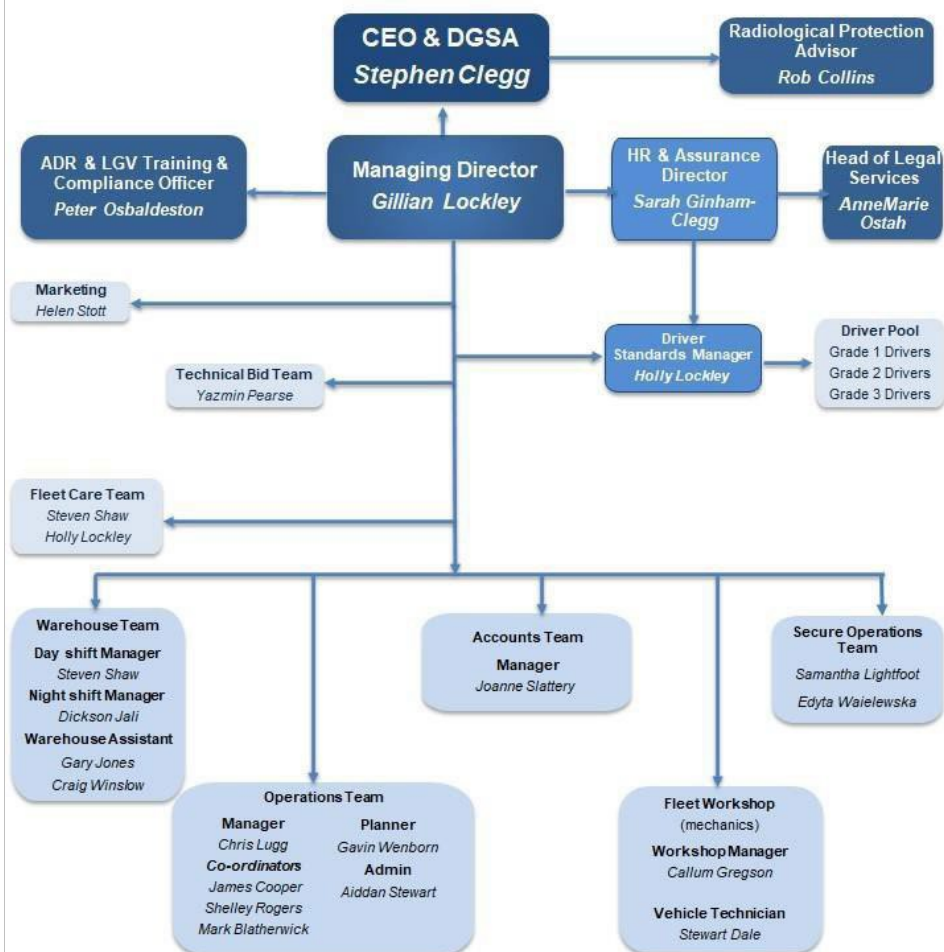 CEO & DGSA
Stephen Clegg
Radiological Protection
Advisor
Rob Collins
ADR & LGV Training &
Compliance Officer
Peter Osbaldeston
Managing Director
Gillian Lockley
HR & Assurance
Director
Sarah Ginham-
Clegg
Head of Legal
Services
AnneMarie
Ostah
Marketing
Helen Stott
Technical Bid Team
Yazmin Pearse
Driver
Standards Manager
Holly Lockley
Driver Pool
Grade 1 Drivers
Grade 2 Drivers
Grade 3 Drivers
Fleet Care Team
Steven Shaw
Holly Lockley
Warehouse Team
Day shift Manager
Steven Shaw
Night shift Manager
Dickson Jali
Warehouse Assistant
Gary Jones
Craig Winslow
Operations Team
Manager
Chris Lugg
Co-ordinators
James Cooper
Shelley Rogers
Mark Blatherwick
Planner
Gavin Wenborn
Admin
Aiddan Stewart
Accounts Team
Manager
Joanne Slattery
Fleet Workshop
(mechanics)
Workshop Manager
Callum Gregson
Vehicle Technician
Stewart Dale
Secure Operations
Team
Samantha Lightfoot
Edyta Waielewska